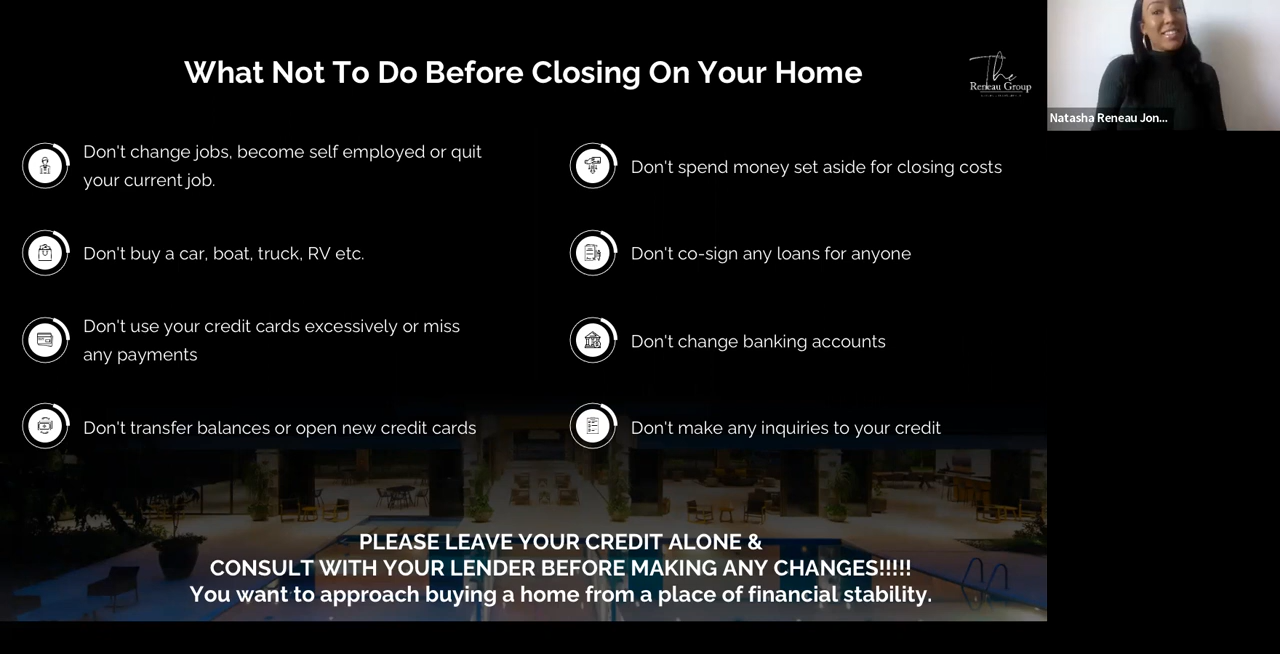 What Not To Do Before Closing On Your Home
The
Reneau Group
Natasha Reneau Jon...
Don't change jobs, become self employed or quit
your current job.
Don't buy a car, boat, truck, RV etc.
Don't use your credit cards excessively or miss
any payments
Don't transfer balances or open new credit cards
Don't spend money set aside for closing costs
Don't co-sign any loans for anyone
Don't change banking accounts
Don't make any inquiries to your credit
PLEASE LEAVE YOUR CREDIT ALONE &
CONSULT WITH YOUR LENDER BEFORE MAKING ANY CHANGES!!!!!
You want to approach buying a home from a place of financial stability.